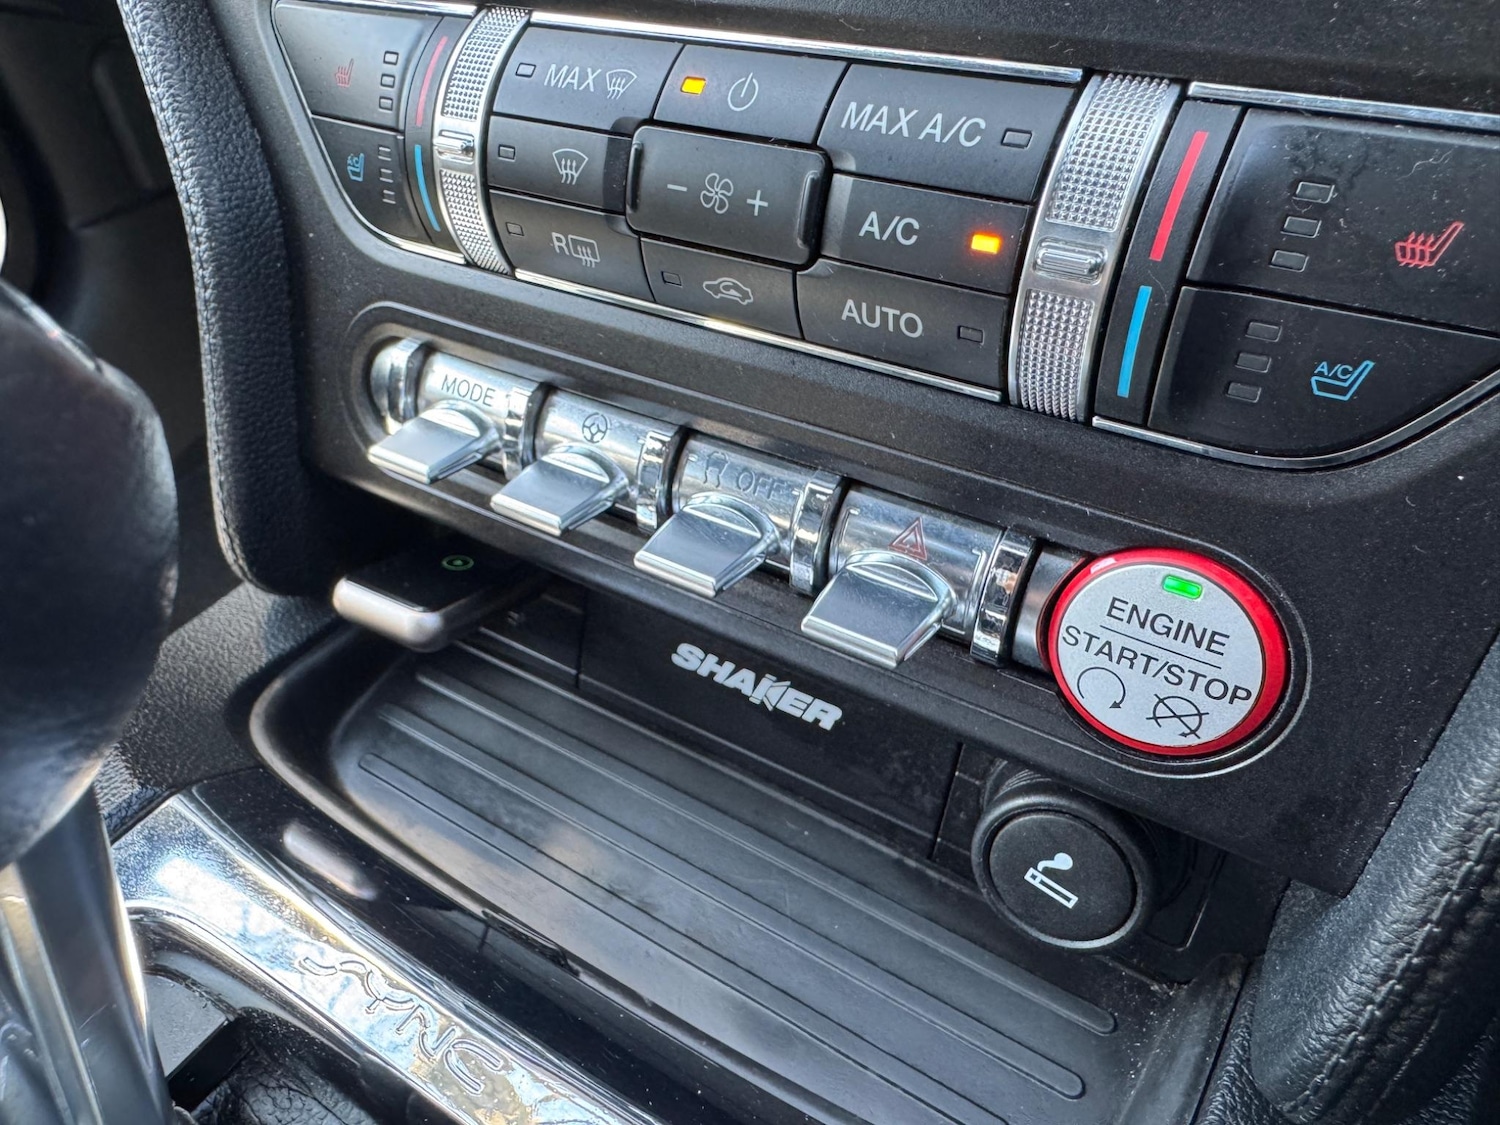 MAX
MAX A/C
A/C
- +
R
A/C
AUTO
A/C
MODE
OFF
ENGINE
START/STOP
SHAKER
SYNC